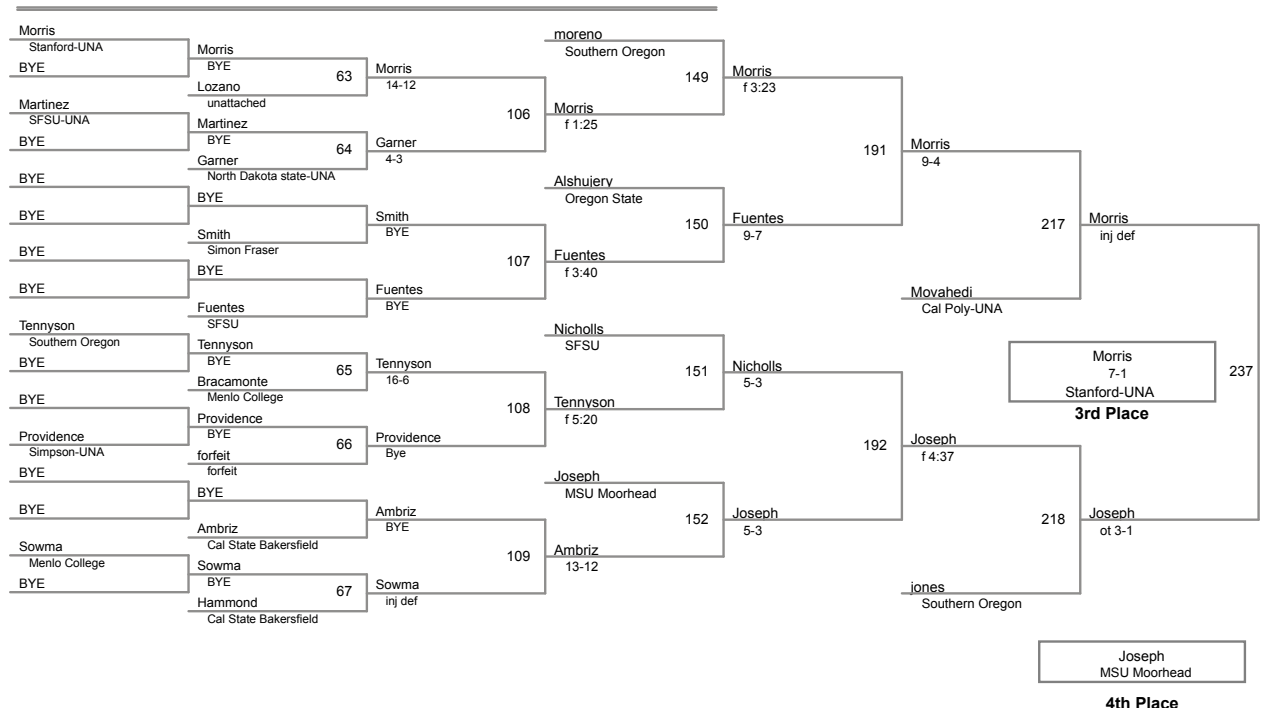 Morris
Stanford-UNA
BYE
Martinez
SFSU-UNA
BYE
BYE
BYE
BYE
BYE
Tennyson
Southern Oregon
BYE
BYE
Providence
Simpson-UNA
BYE
BYE
Sowma
Menlo College
BYE
Morris
BYE
63
Lozano
unattached
Martinez
BYE
64
Garner
North Dakota state-UNA
BYE
Smith
Simon Fraser
BYE
Fuentes
SFSU
Tennyson
BYE
65
Bracamonte
Menlo College
Providence
BYE
66
forfeit
forfeit
BYE
Ambriz
Cal State Bakersfield
Sowma
BYE
67
Hammond
Cal State Bakersfield
Morris
14-12
106
Garner
4-3
Smith
BYE
107
Fuentes
BYE
Tennyson
16-6
108
Providence
Bye
Ambriz
BYE
109
Sowma
inj def
moreno
Southern Oregon
149
Morris
f 1:25
Alshujery
Oregon State
150
Fuentes
f 3:40
Nicholls
SFSU
151
Tennyson
f 5:20
Joseph
MSU Moorhead
152
Ambriz
13-12
Morris
f 3:23
191
Fuentes
9-7
Nicholls
5-3
192
Joseph
5-3
Morris
9-4
217
Movahedi
Cal Poly-UNA
Joseph
f 4:37
218
jones
Southern Oregon
Morris
inj def
237
Joseph
ot 3-1
Morris
7-1
Stanford-UNA
3rd Place
Joseph
MSU Moorhead
4th Place